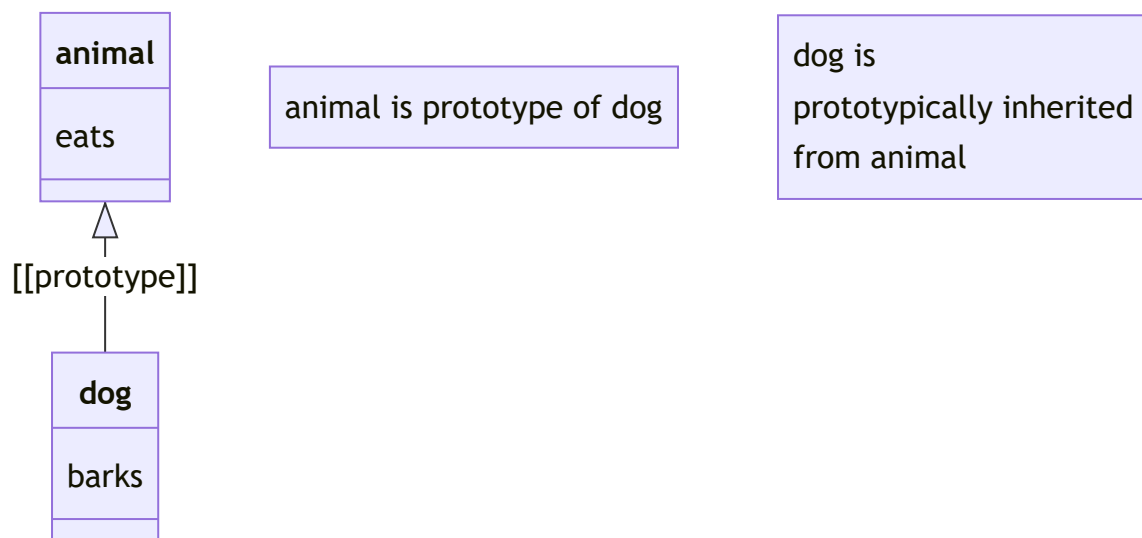 animal
eats
[[prototype]]
dog
barks
animal is prototype of dog
dog is
prototypically inherited
from animal